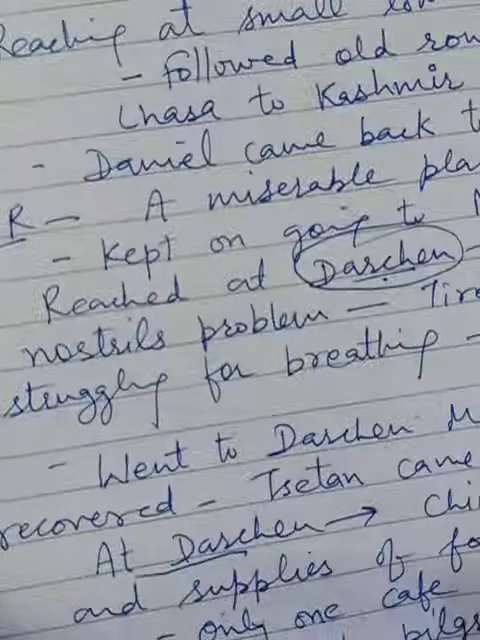 Reaching at small
- Followed old
Lhasa to Kashmir
- Daniel came back
R - A miserable
- Kept on going to
Reached at Darchen -
nostrils problem -
struggling for breathing -
- Went to Darchen
recovered - Tsetan came
At Darchen →
and supplies of
- only one cafe